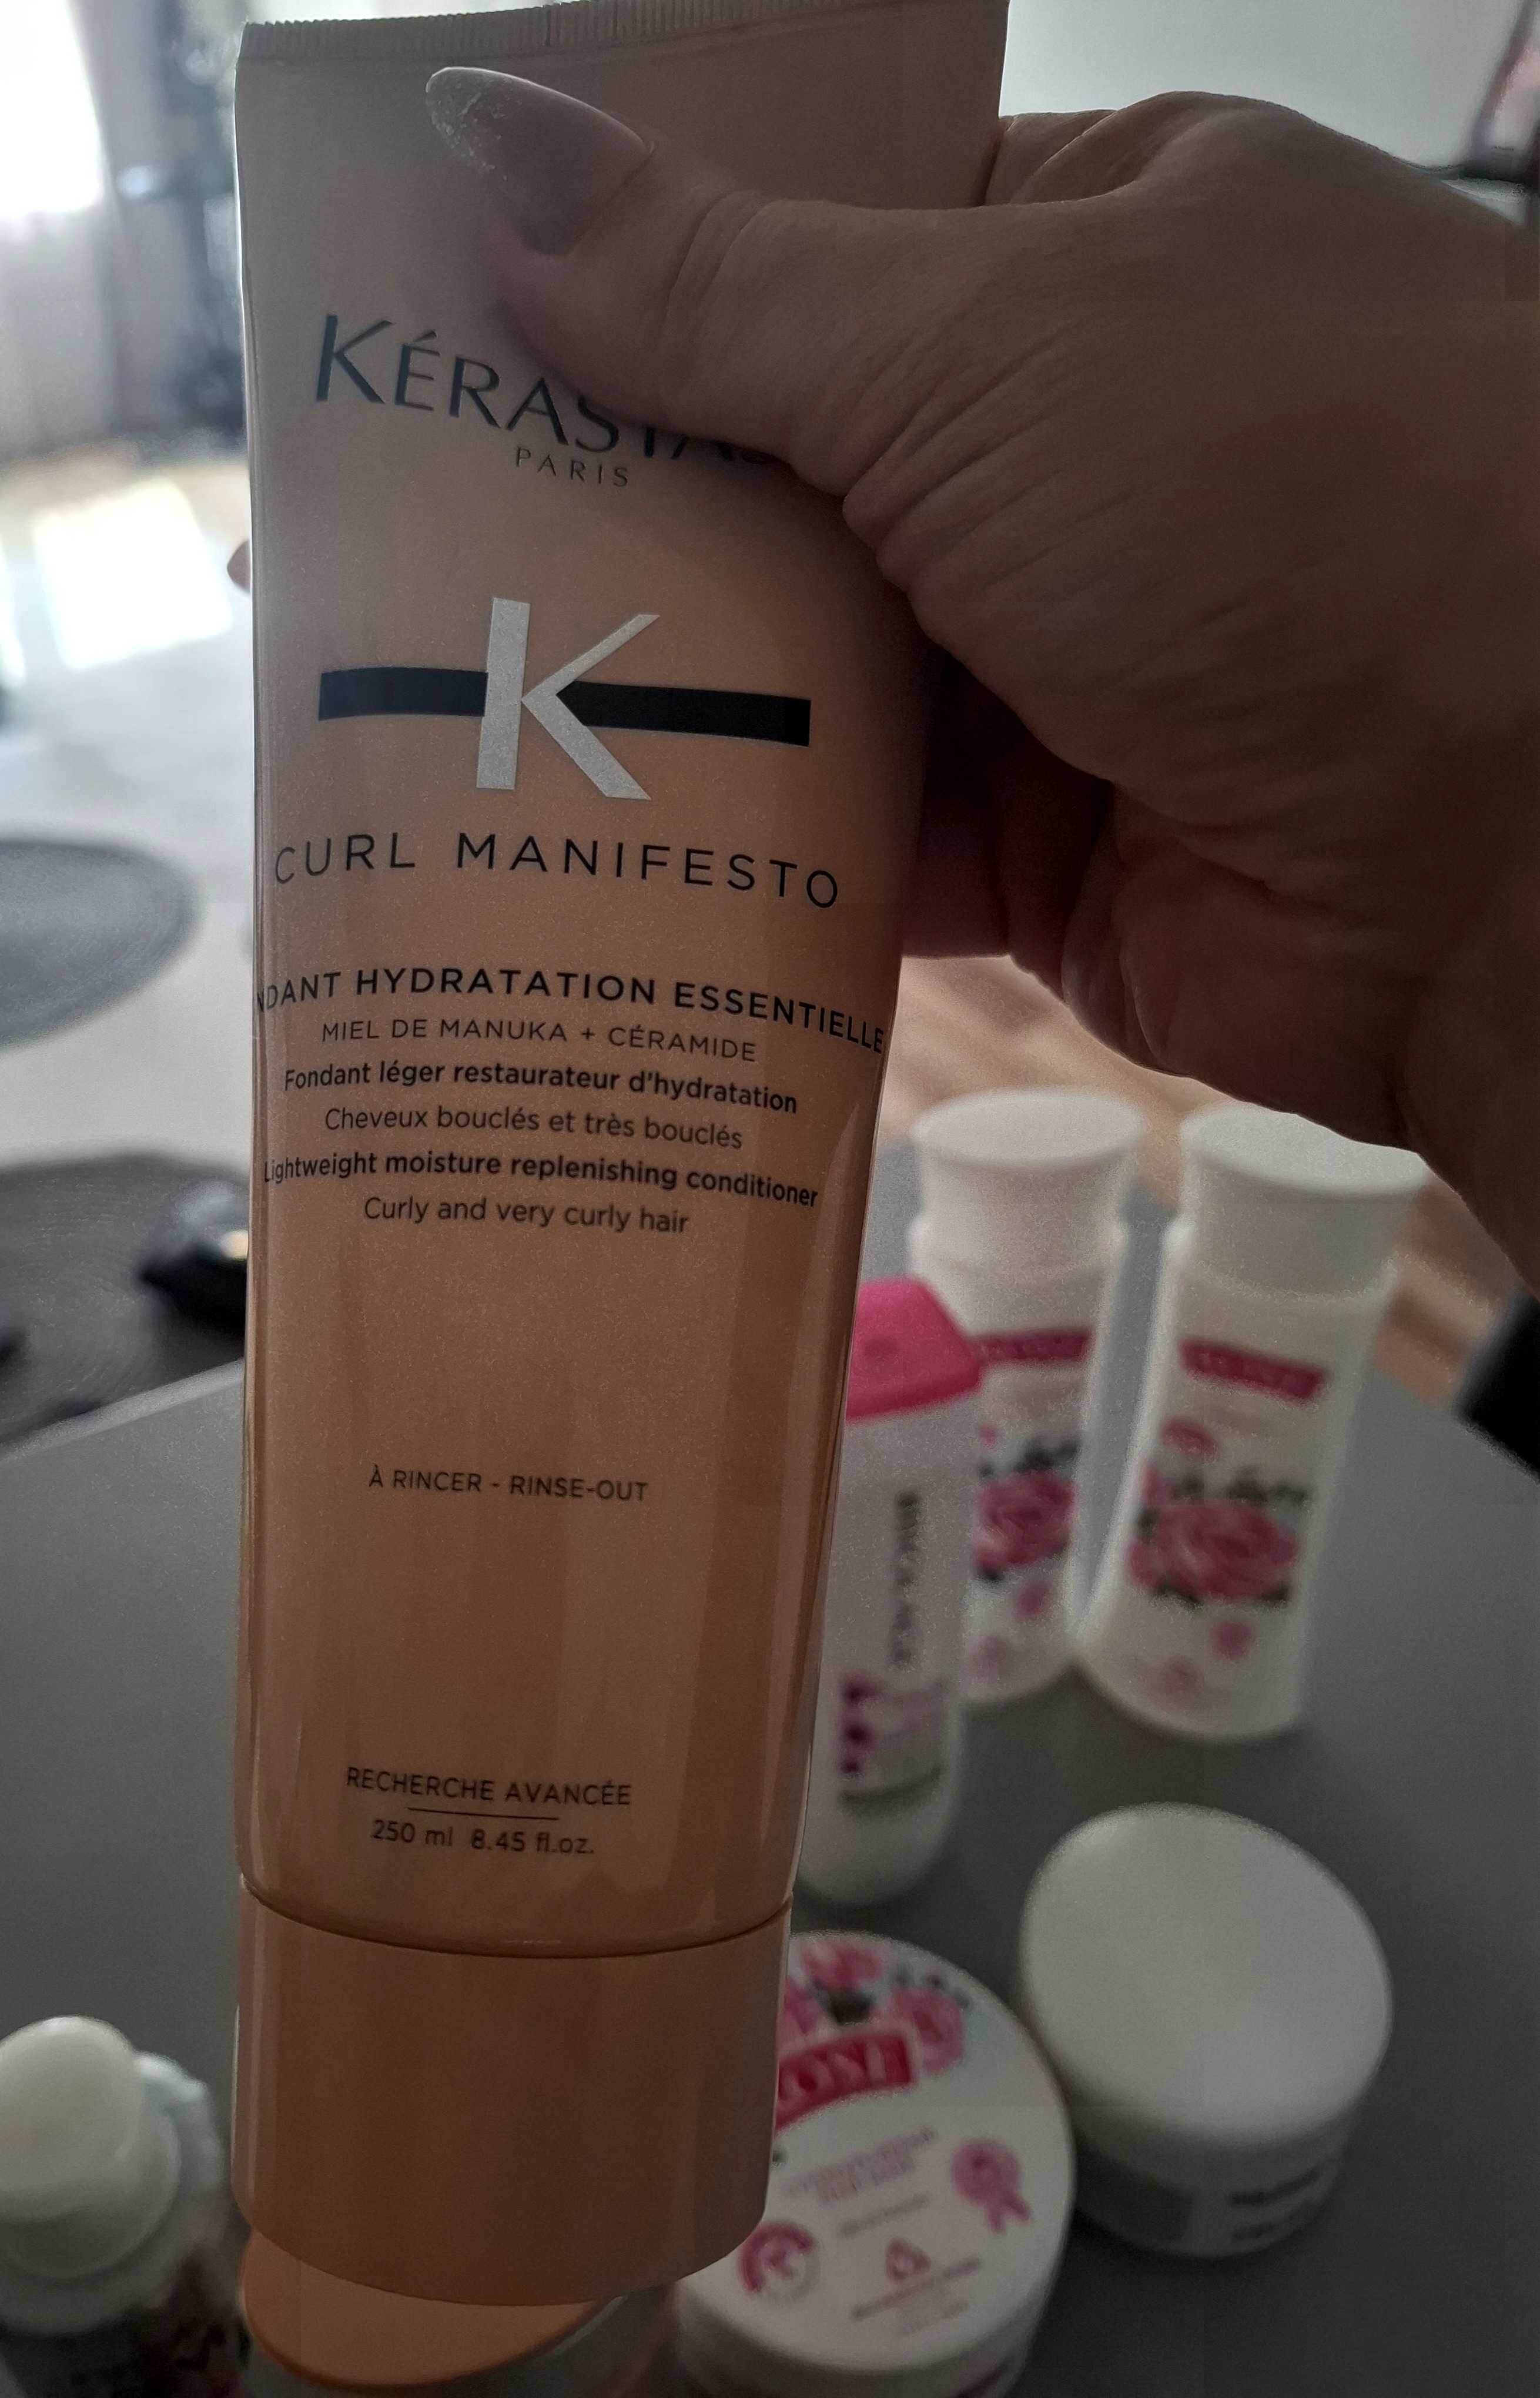 KÉRASTA
PARIS
K
CURL MANIFESTO
NDANT HYDRATATION ESSENTIELLE
MIEL DE MANUKA + CÉRAMIDE
Fondant léger restaurateur d'hydratation
Cheveux bouclés et très bouclés
Lightweight moisture replenishing conditioner
Curly and very curly hair
À RINCER - RINSE-OUT
RECHERCHE AVANCÉE
250 ml 8.45 fl.oz.